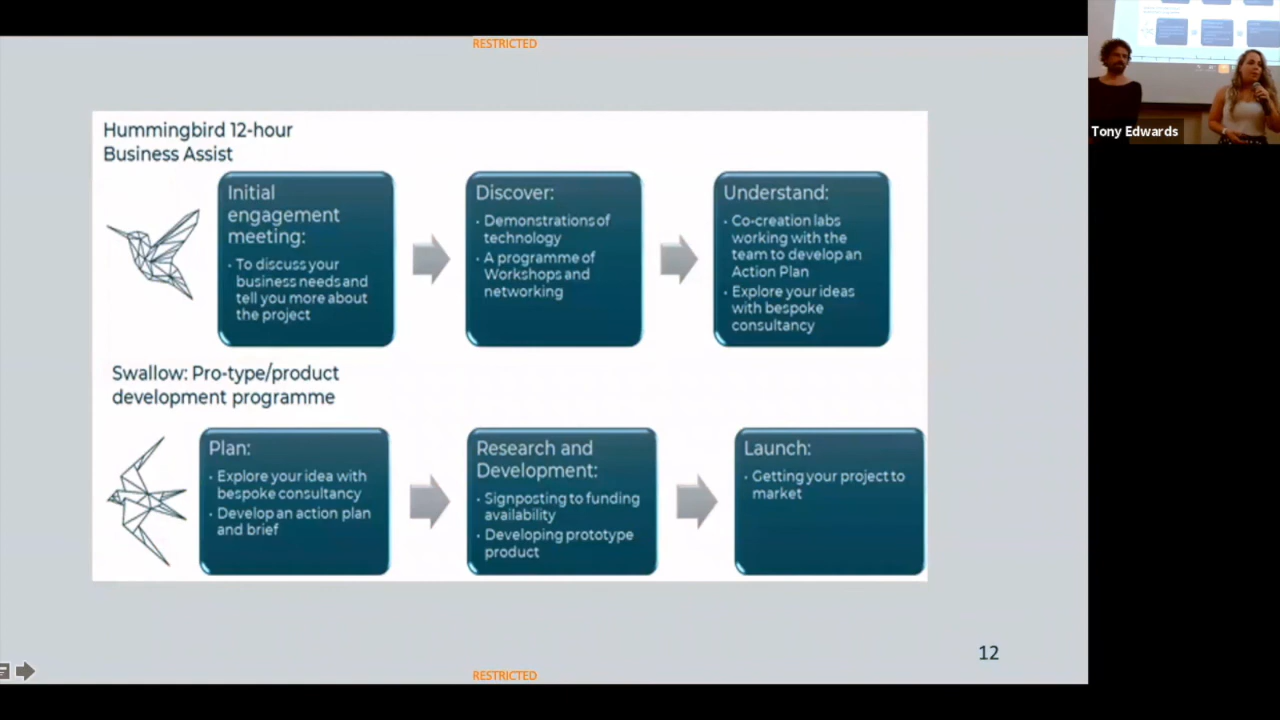 RESTRICTED
Hummingbird 12-hour
Business Assist
Initial
engagement
meeting:
· To discuss your
business needs and
tell you more about
the project
Discover:
· Demonstrations of
technology
· A programme of
Workshops and
networking
Understand:
· Co-creation labs
working with the
team to develop an
Action Plan
· Explore your ideas
with bespoke
consultancy
Swallow: Pro-type/product
development programme
Plan:
· Explore your idea with
bespoke consultancy
· Develop an action plan
and brief
Research and
Development:
· Signposting to funding
availability
· Developing prototype
product
Launch:
· Getting your project to
market
12
RESTRICTED
Tony Edwards